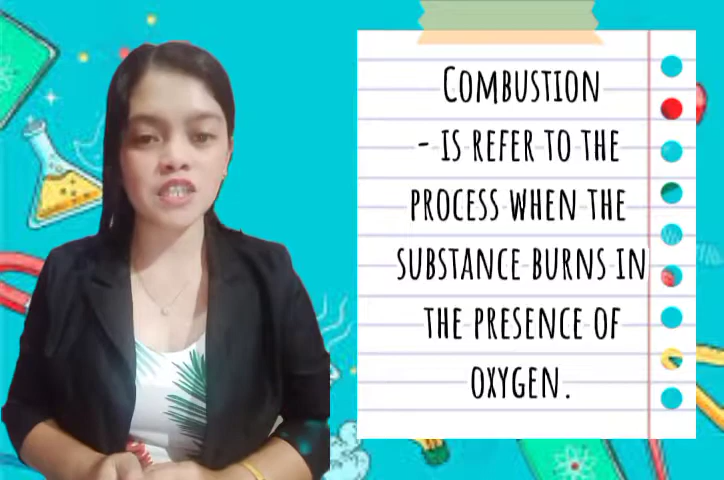 Combustion
- is refer to the
process when the
substance burns in
the presence of
oxygen.